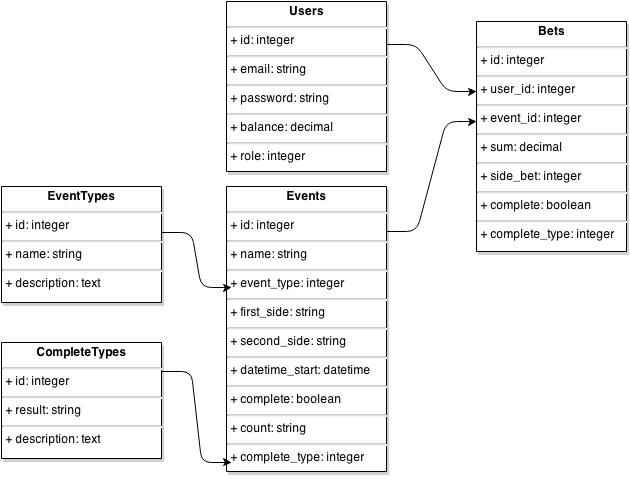 Users
+ id: integer
+ email: string
+ password: string
+ balance: decimal
+ role: integer
Bets
+ id: integer
+ user_id: integer
+ event_id: integer
+ sum: decimal
+ side_bet: integer
+ complete: boolean
+ complete_type: integer
EventTypes
+ id: integer
+ name: string
+ description: text
Events
+ id: integer
+ name: string
+ event_type: integer
+ first_side: string
+ second_side: string
+ datetime_start: datetime
+ complete: boolean
+ count: string
+ complete_type: integer
CompleteTypes
+ id: integer
+ result: string
+ description: text